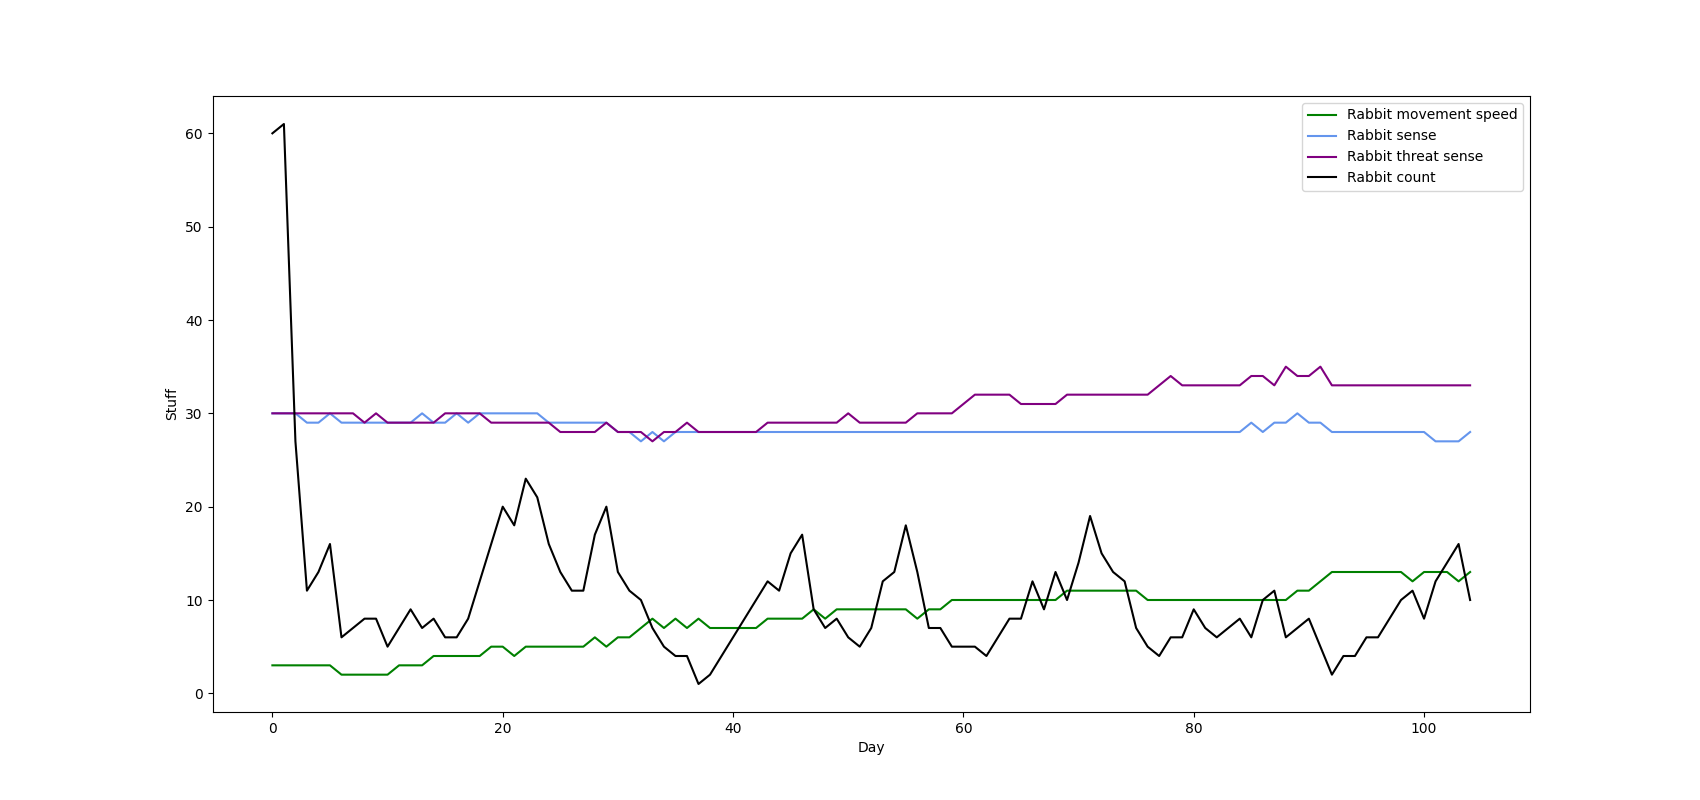 Rabbit movement speed
Rabbit sense
Rabbit threat sense
Rabbit count
60
50
40
30
20
10
0
Stuff
0 20 40 60 80 100
Day